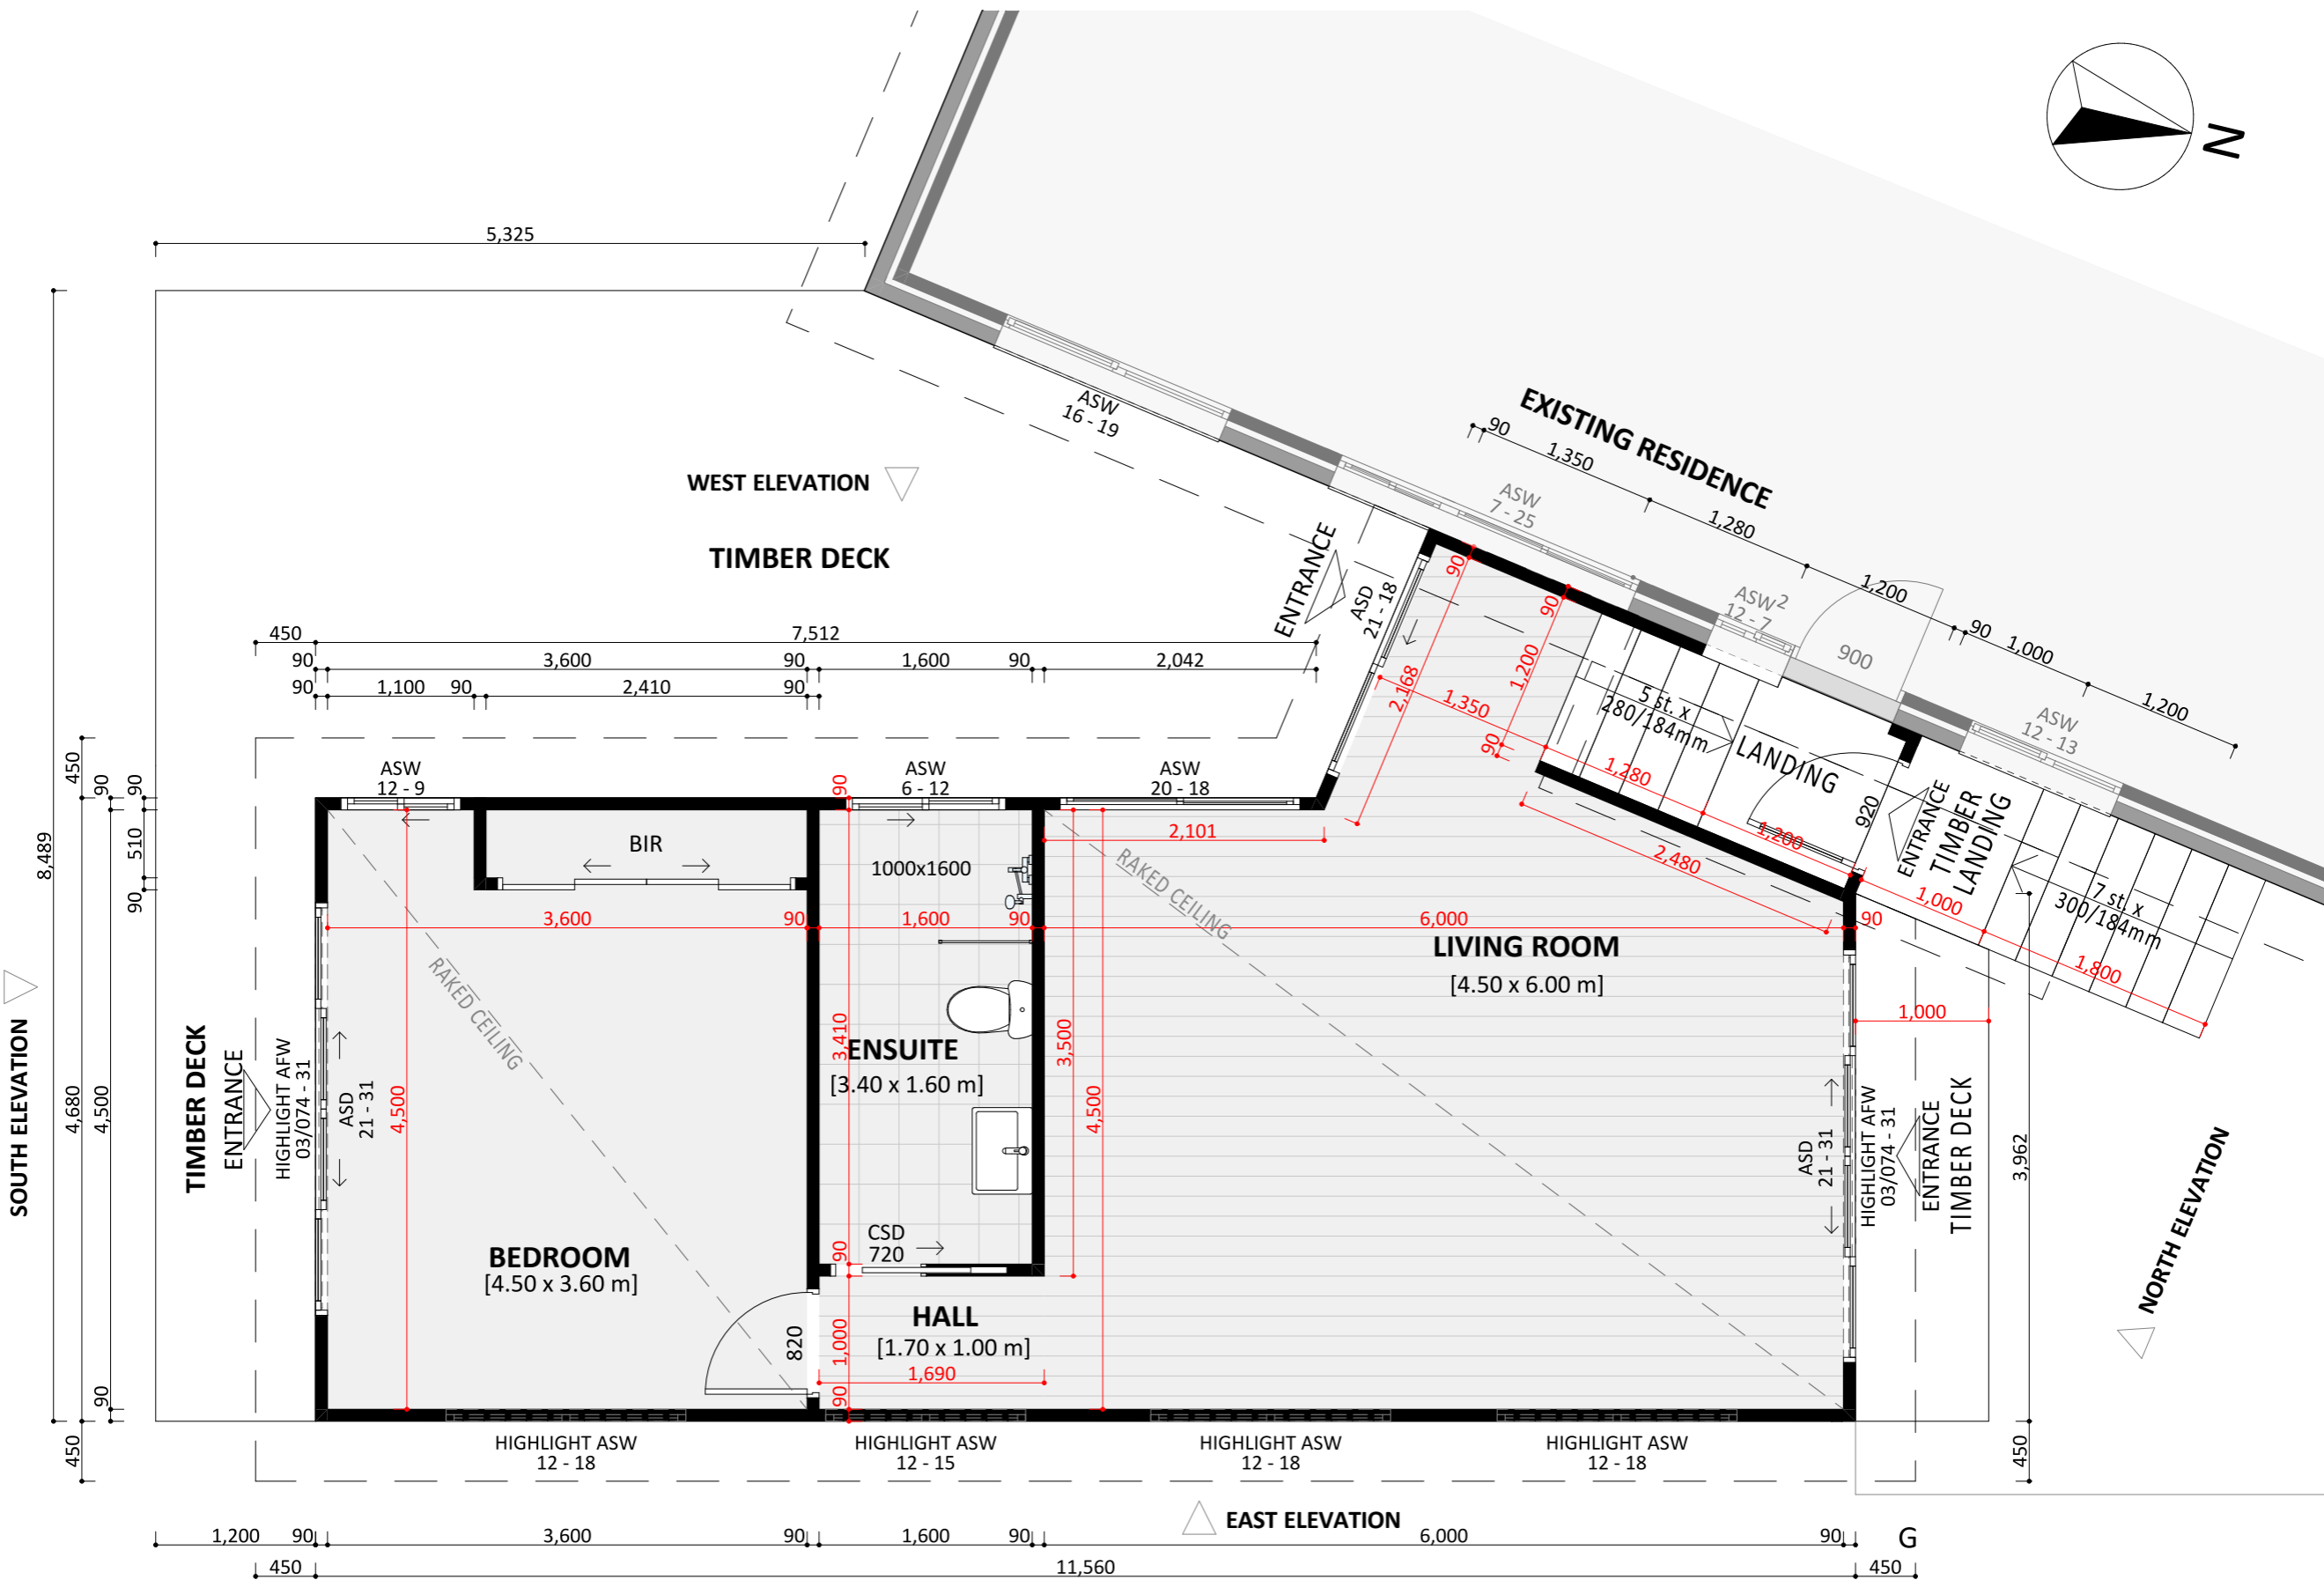 N
5,325
EXISTING RESIDENCE
90
1,350
1,280
1,200
90
1,000
1,200
ASW
16 - 19
ASW
7 - 25
ASW²
12 - 7
900
ASW
12 - 13
WEST ELEVATION
TIMBER DECK
ENTRANCE
ASD
21 - 18
90
90
2,168
1,350
1,200
90
5 st. x
280/184mm
LANDING
1,280
1,200
2,480
920
ENTRANCE
TIMBER
LANDING
1,000
7 st. x
300/184mm
1,800
450
7,512
90
3,600
90
1,600
90
2,042
90
1,100
90
2,410
90
8,489
450
4,680
450
90
4,500
90
90
510
90
ASW
12 - 9
ASW
6 - 12
ASW
20 - 18
BIR
90
1000x1600
2,101
RAKED CEILING
RAKED CEILING
3,600
90
1,600
90
6,000
90
LIVING ROOM
[4.50 x 6.00 m]
1,000
SOUTH ELEVATION
TIMBER DECK
ENTRANCE
HIGHLIGHT AFW
03/074 - 31
ASD
21 - 31
4,500
3,410
ENSUITE
[3.40 x 1.60 m]
3,500
4,500
ASD
21 - 31
HIGHLIGHT AFW
03/074 - 31
ENTRANCE
TIMBER DECK
3,962
450
NORTH ELEVATION
CSD
720
90
BEDROOM
[4.50 x 3.60 m]
820
1,000
90
HALL
[1.70 x 1.00 m]
1,690
HIGHLIGHT ASW
12 - 18
HIGHLIGHT ASW
12 - 15
HIGHLIGHT ASW
12 - 18
HIGHLIGHT ASW
12 - 18
EAST ELEVATION
1,200
90
3,600
90
1,600
90
6,000
90
G
450
11,560
450